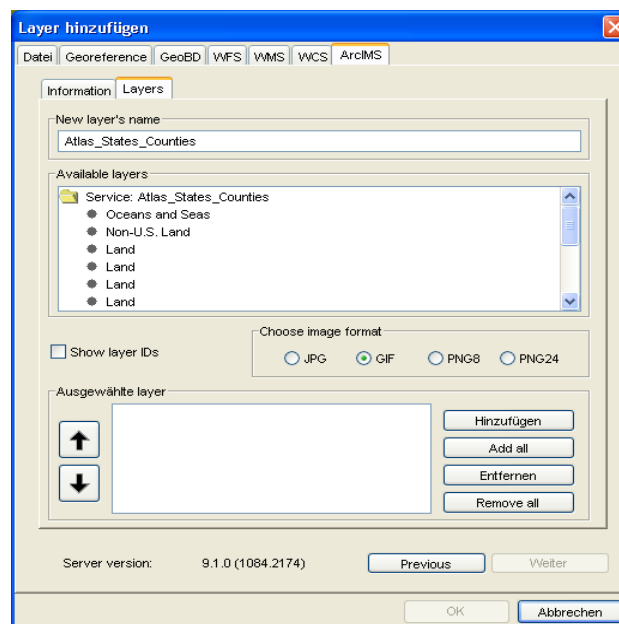 Layer hinzufügen
Datei Georeference GeoBD WFS WMS WCS ArcIMS
Information Layers
New layer's name
Atlas_States_Counties
Available layers
Service: Atlas_States_Counties
Oceans and Seas
Non-U.S. Land
Land
Land
Land
Land
Show layer IDs
Choose image format
JPG GIF PNG8 PNG24
Ausgewählte layer
Hinzufügen
Add all
Entfernen
Remove all
Server version: 9.1.0 (1084.2174) Previous Weiter
OK Abbrechen